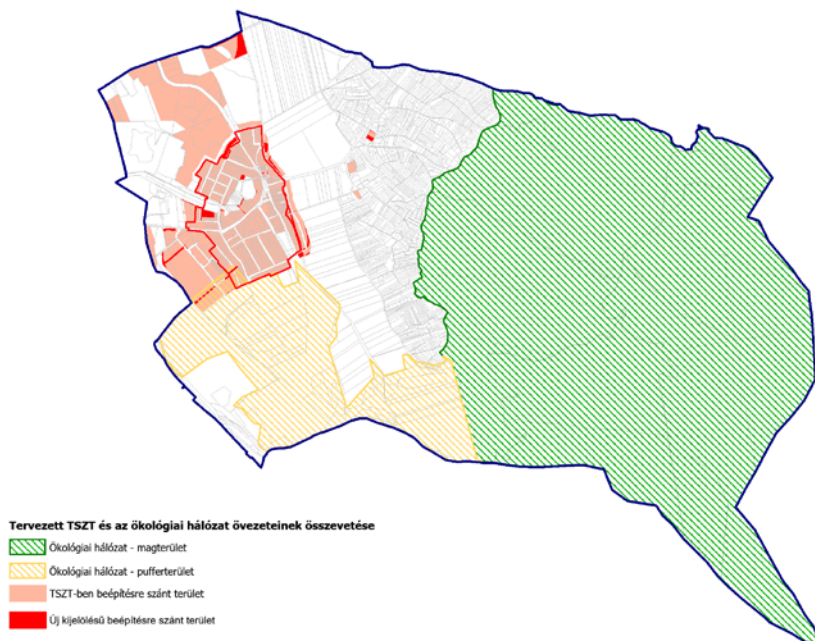 Tervezett TSZT és az ökológiai hálózat övezeteinek összevetése
Ökológiai hálózat - magterület
Ökológiai hálózat - pufferterület
TSZT-ben beépítésre szánt terület
Új kijelölésű beépítésre szánt terület